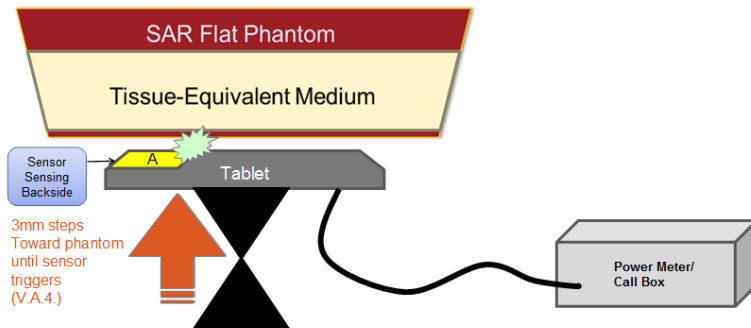 SAR Flat Phantom
Tissue-Equivalent Medium
A
Sensor
Sensing
Backside
Tablet
3mm steps
Toward phantom
until sensor
triggers
(V.A.4.)
Power Meter/
Call Box